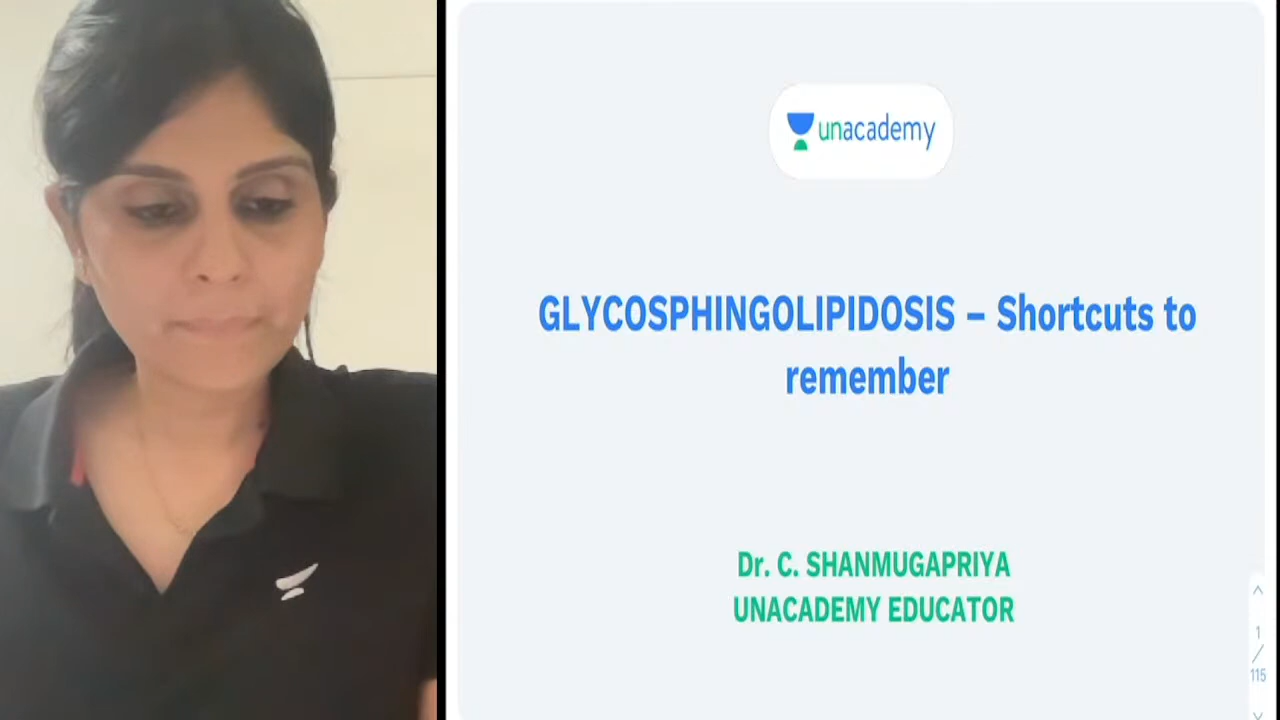 unacademy
GLYCOSPHINGOLIPIDOSIS – Shortcuts to
remember
Dr. C. SHANMUGAPRIYA
UNACADEMY EDUCATOR
1
/
115